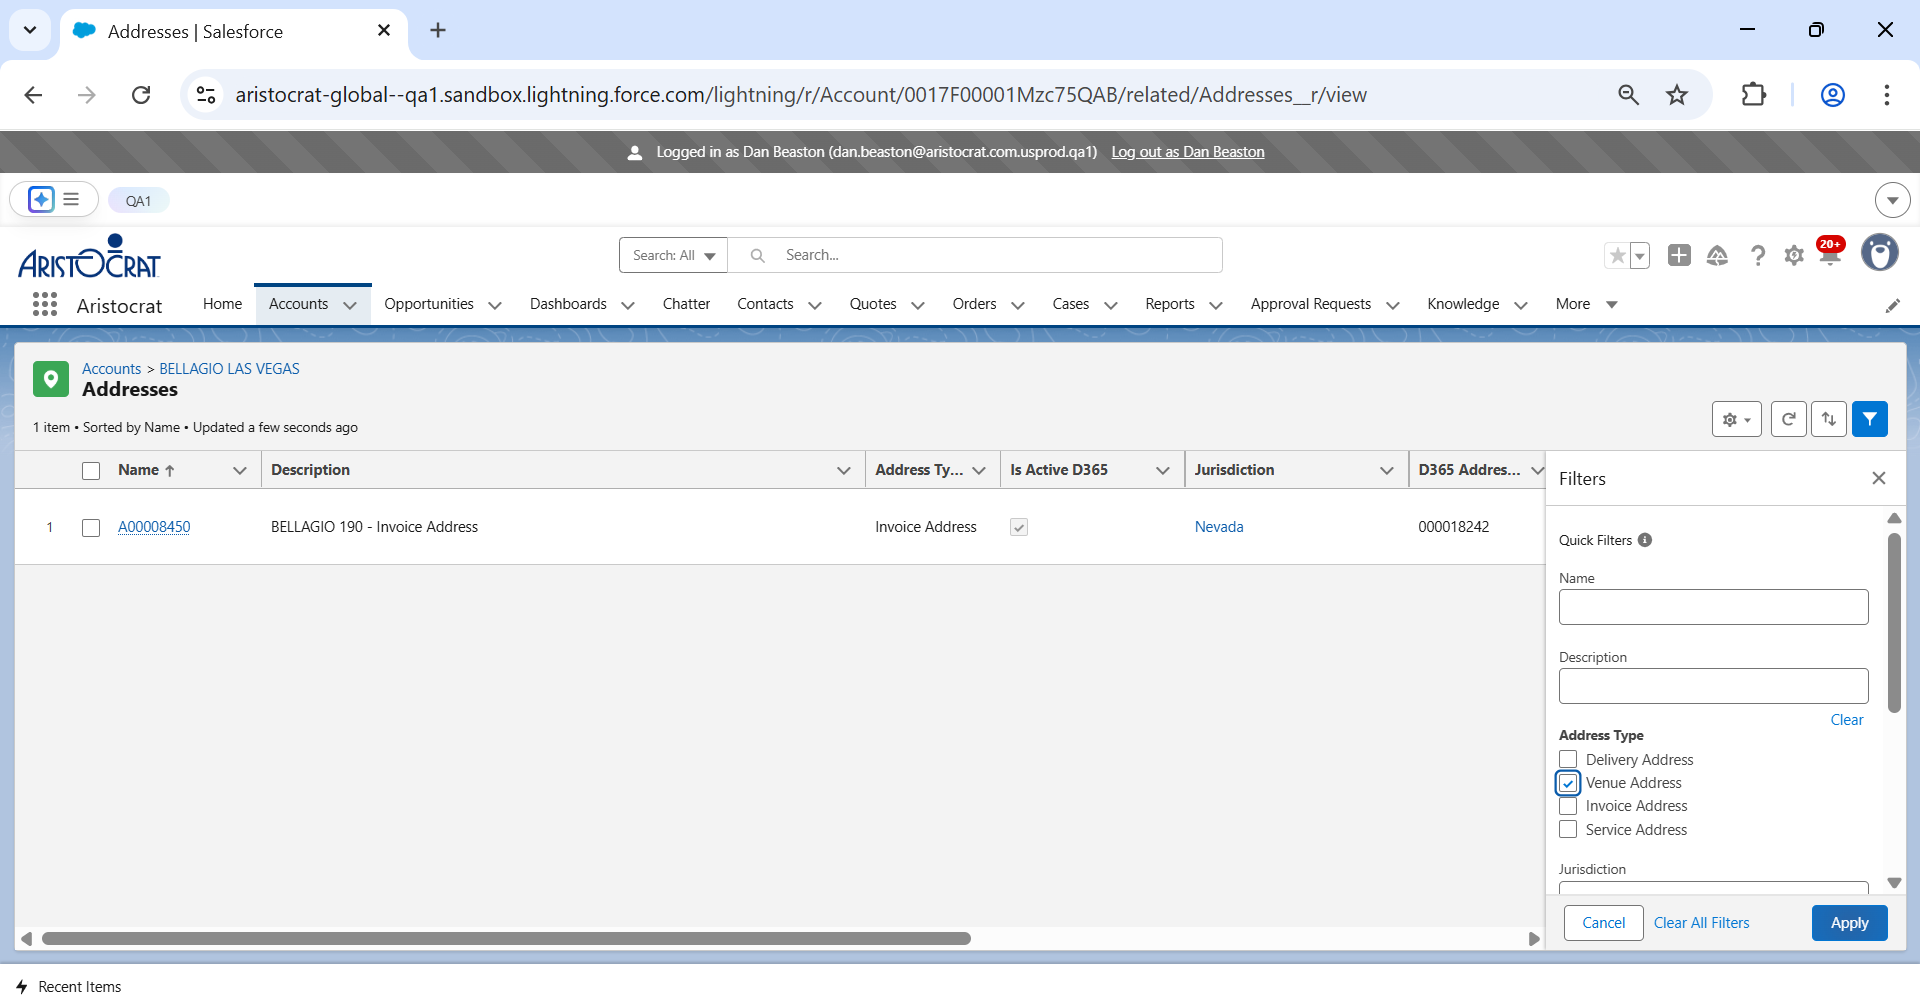 Addresses | Salesforce
aristocrat-global--qa1.sandbox.lightning.force.com/lightning/r/Account/0017F00001Mzc75QAB/related/Addresses__r/view
Logged in as Dan Beaston (dan.beaston@aristocrat.com.usprod.qa1) Log out as Dan Beaston
QA1
ARISTOCRAT
Search: All
Search...
20+
Aristocrat
Home
Accounts
Opportunities
Dashboards
Chatter
Contacts
Quotes
Orders
Cases
Reports
Approval Requests
Knowledge
More
Accounts > BELLAGIO LAS VEGAS
Addresses
1 item • Sorted by Name • Updated a few seconds ago
Name
Description
Address Ty...
Is Active D365
Jurisdiction
D365 Addres...
1
A00008450
BELLAGIO 190 - Invoice Address
Invoice Address
Nevada
000018242
Filters
Quick Filters
Name
Description
Clear
Address Type
Delivery Address
Venue Address
Invoice Address
Service Address
Jurisdiction
Cancel
Clear All Filters
Apply
Recent Items